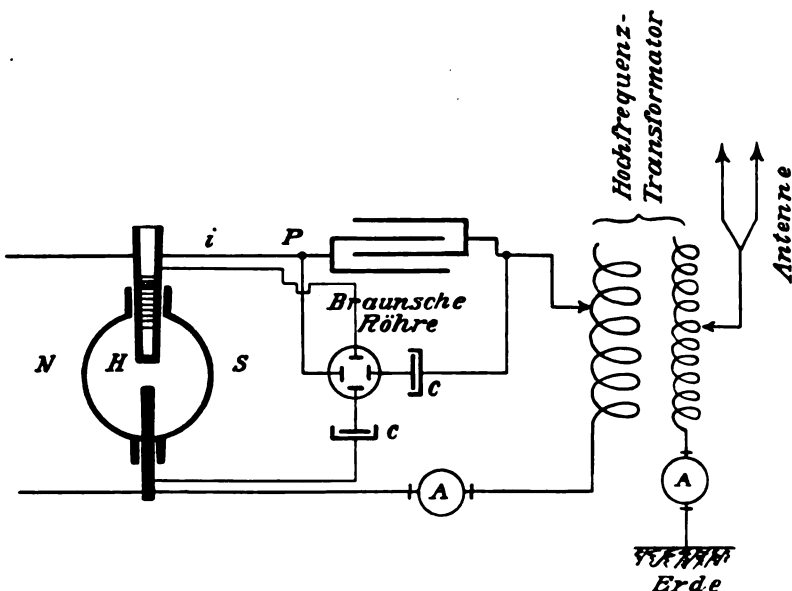 Hochfrequenz-
Transformator
Antenne
i
P
Braunsche
Röhre
N
H
S
C
C
A
A
Erde